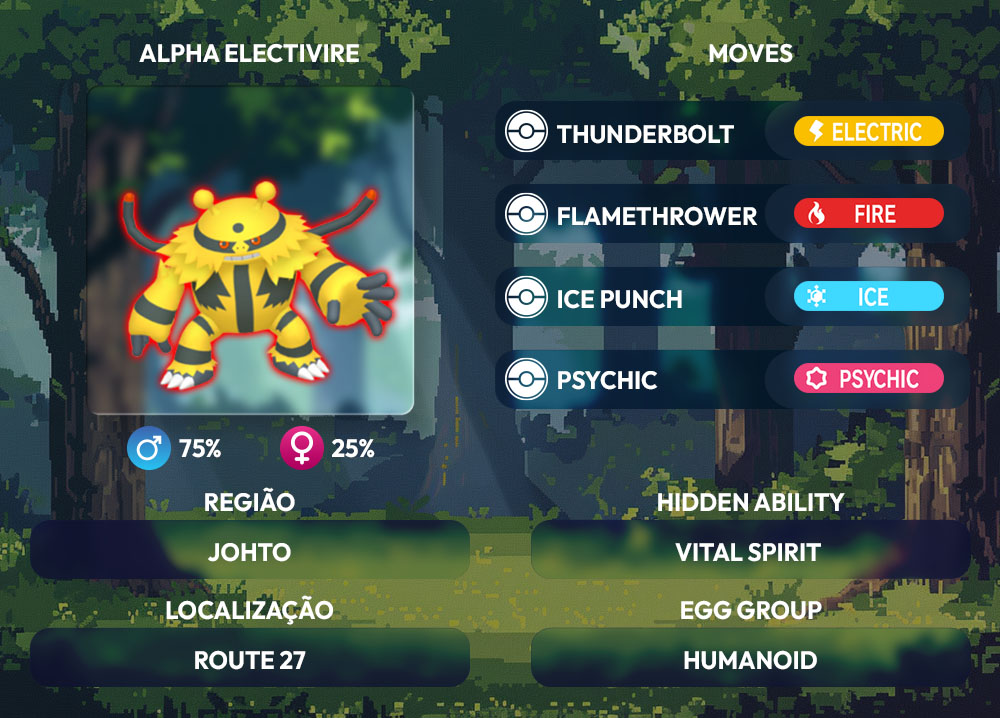 ALPHA ELECTIVIRE
MOVES
THUNDERBOLT
ELECTRIC
FLAMETHROWER
FIRE
ICE PUNCH
ICE
PSYCHIC
PSYCHIC
75%
25%
REGIÃO
JOHTO
HIDDEN ABILITY
VITAL SPIRIT
LOCALIZAÇÃO
ROUTE 27
EGG GROUP
HUMANOID